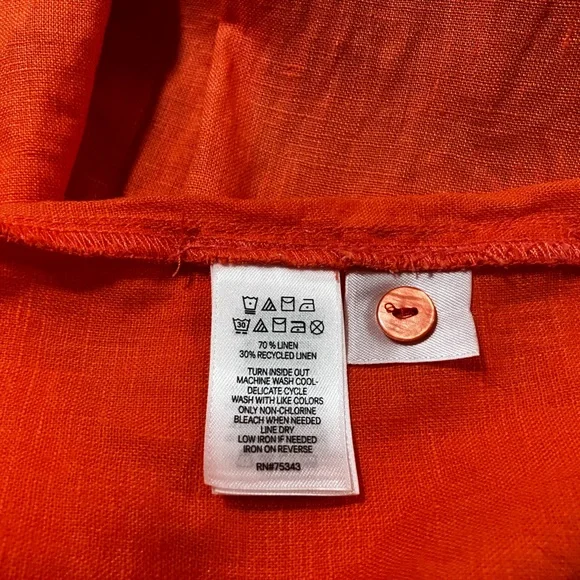 30
70 % LINEN
30% RECYCLED LINEN
TURN INSIDE OUT
MACHINE WASH COOL-
DELICATE CYCLE
WASH WITH LIKE COLORS
ONLY NON-CHLORINE
BLEACH WHEN NEEDED
LINE DRY
LOW IRON IF NEEDED
IRON ON REVERSE
RN#75343